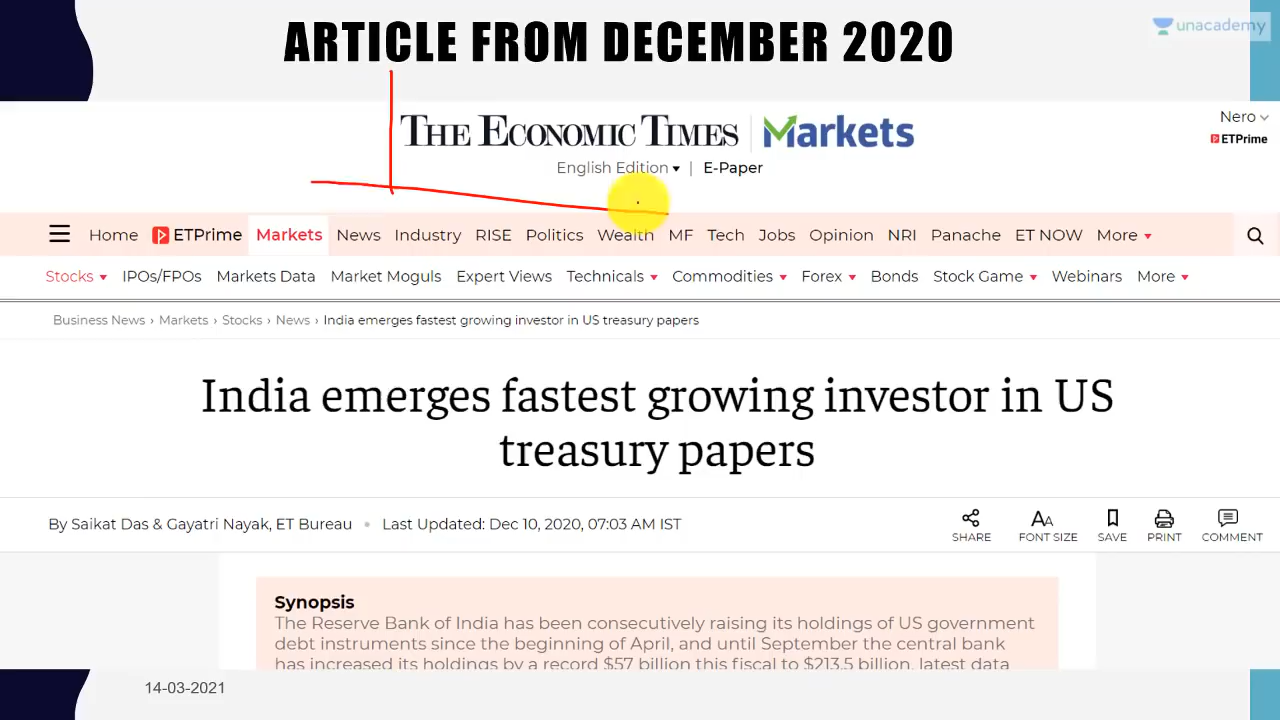 ARTICLE FROM DECEMBER 2020
unacademy
THE ECONOMIC TIMES | Markets
Nero
ETPrime
English Edition | E-Paper
Home ETPrime Markets News Industry RISE Politics Wealth MF Tech Jobs Opinion NRI Panache ET NOW More
Stocks IPOs/FPOs Markets Data Market Moguls Expert Views Technicals Commodities Forex Bonds Stock Game Webinars More
Business News › Markets › Stocks › News › India emerges fastest growing investor in US treasury papers
India emerges fastest growing investor in US
treasury papers
By Saikat Das & Gayatri Nayak, ET Bureau • Last Updated: Dec 10, 2020, 07:03 AM IST
SHARE FONT SIZE SAVE PRINT COMMENT
Synopsis
The Reserve Bank of India has been consecutively raising its holdings of US government
debt instruments since the beginning of April, and until September the central bank
has increased its holdings by a record $57 billion this fiscal to $213.5 billion, latest data
14-03-2021